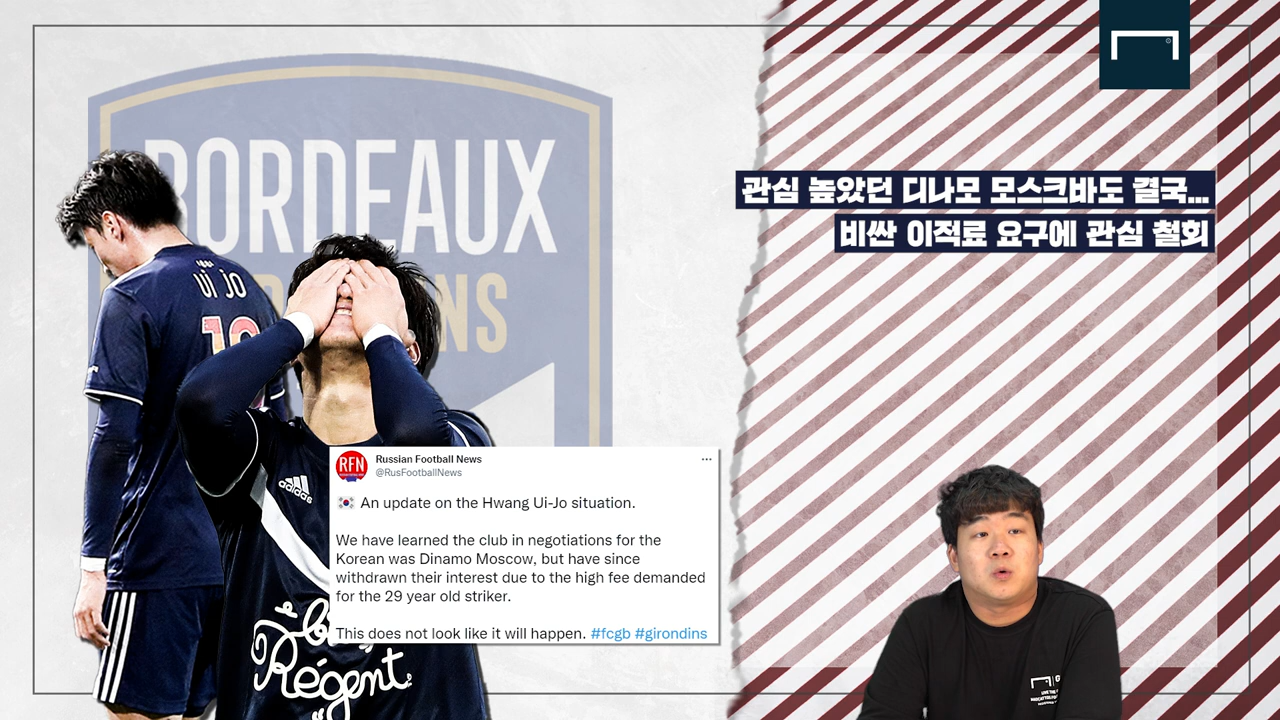 BORDEAUX
NS
관심 높았던 디나모 모스크바도 결국...
비싼 이적료 요구에 관심 철회
ui jo
10
adidas
RFN
Russian Football News
@RusFootballNews
🇰🇷 An update on the Hwang Ui-Jo situation.
We have learned the club in negotiations for the
Korean was Dinamo Moscow, but have since
withdrawn their interest due to the high fee demanded
for the 29 year old striker.
This does not look like it will happen. #fcgb #girondins
Régent